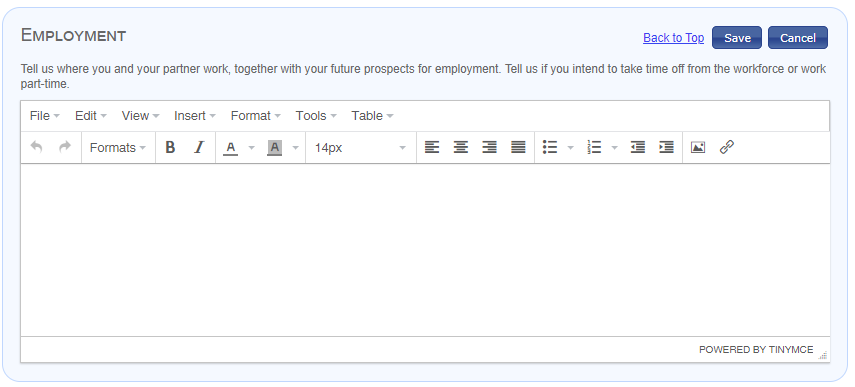 EMPLOYMENT
Back to Top Save Cancel
Tell us where you and your partner work, together with your future prospects for employment. Tell us if you intend to take time off from the workforce or work
part-time.
File Edit View Insert Format Tools Table
Formats B I A A 14px
POWERED BY TINYMCE